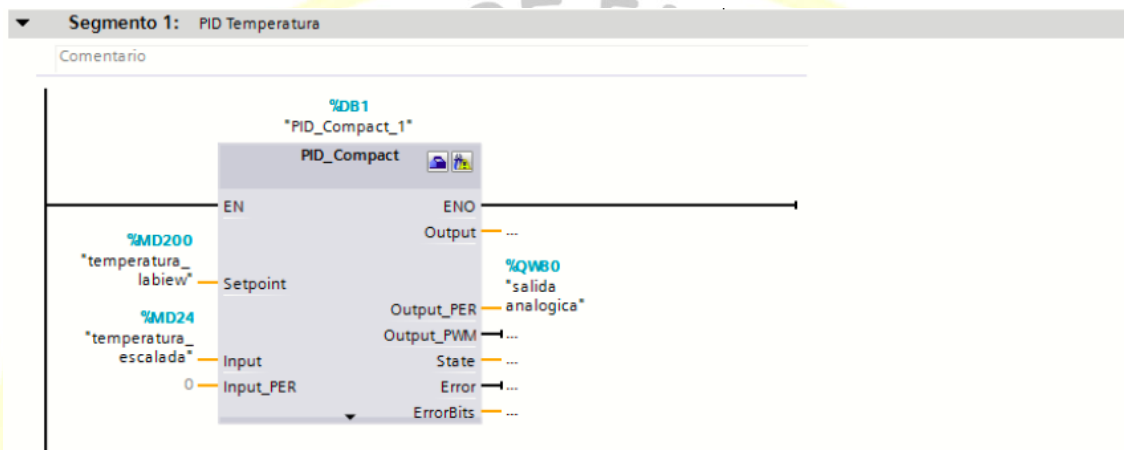 Segmento 1: PID Temperatura
Comentario
%DB1
"PID_Compact_1"
PID_Compact
EN
ENO
Output
...
%MD200
"temperatura_
labiew"
Setpoint
%QW80
"salida
analogica"
Output_PER
Output_PWM
...
%MD24
"temperatura_
escalada"
Input
State
...
0
Input_PER
Error
...
ErrorBits
...